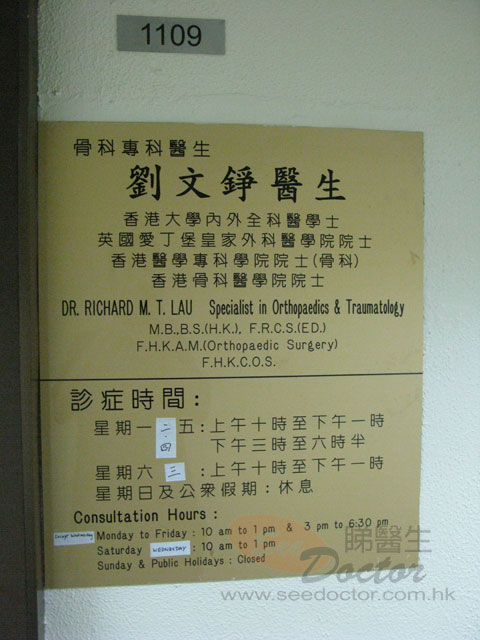 1109
骨科專科醫生
劉文錚醫生
香港大學內外全科醫學士
英國愛丁堡皇家外科醫學院院士
香港醫學專科學院院士(骨科)
香港骨科醫學院院士
DR. RICHARD M. T. LAU Specialist in Orthopaedics & Traumatology
M.B.,B.S.(H.K.), F.R.C.S.(ED.)
F.H.K.A.M.(Orthopaedic Surgery)
F.H.K.C.O.S.
診症時間:
星期一二.四五:上午十時至下午一時
下午三時至六時半
星期六三:上午十時至下午一時
星期日及公眾假期:休息
Consultation Hours :
Except Wednesday
Monday to Friday : 10 am to 1 pm & 3 pm to 6:30 pm
Saturday WEDNESDAY : 10 am to 1 pm
Sunday & Public Holidays : Closed
睇醫生
Doctor
www.seedoctor.com.hk